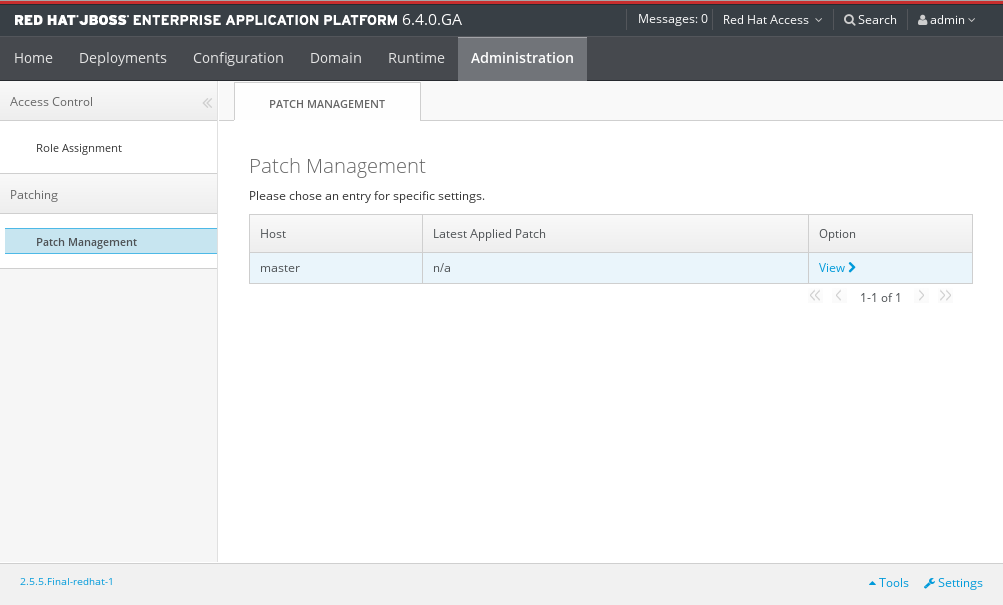 RED HAT JBOSS ENTERPRISE APPLICATION PLATFORM 6.4.0.GA
Messages: 0 Red Hat Access Search admin
Home Deployments Configuration Domain Runtime Administration
Access Control
Role Assignment
Patching
Patch Management
PATCH MANAGEMENT
Patch Management
Please chose an entry for specific settings.
Host Latest Applied Patch Option
master n/a View
1-1 of 1
2.5.5.Final-redhat-1
Tools Settings